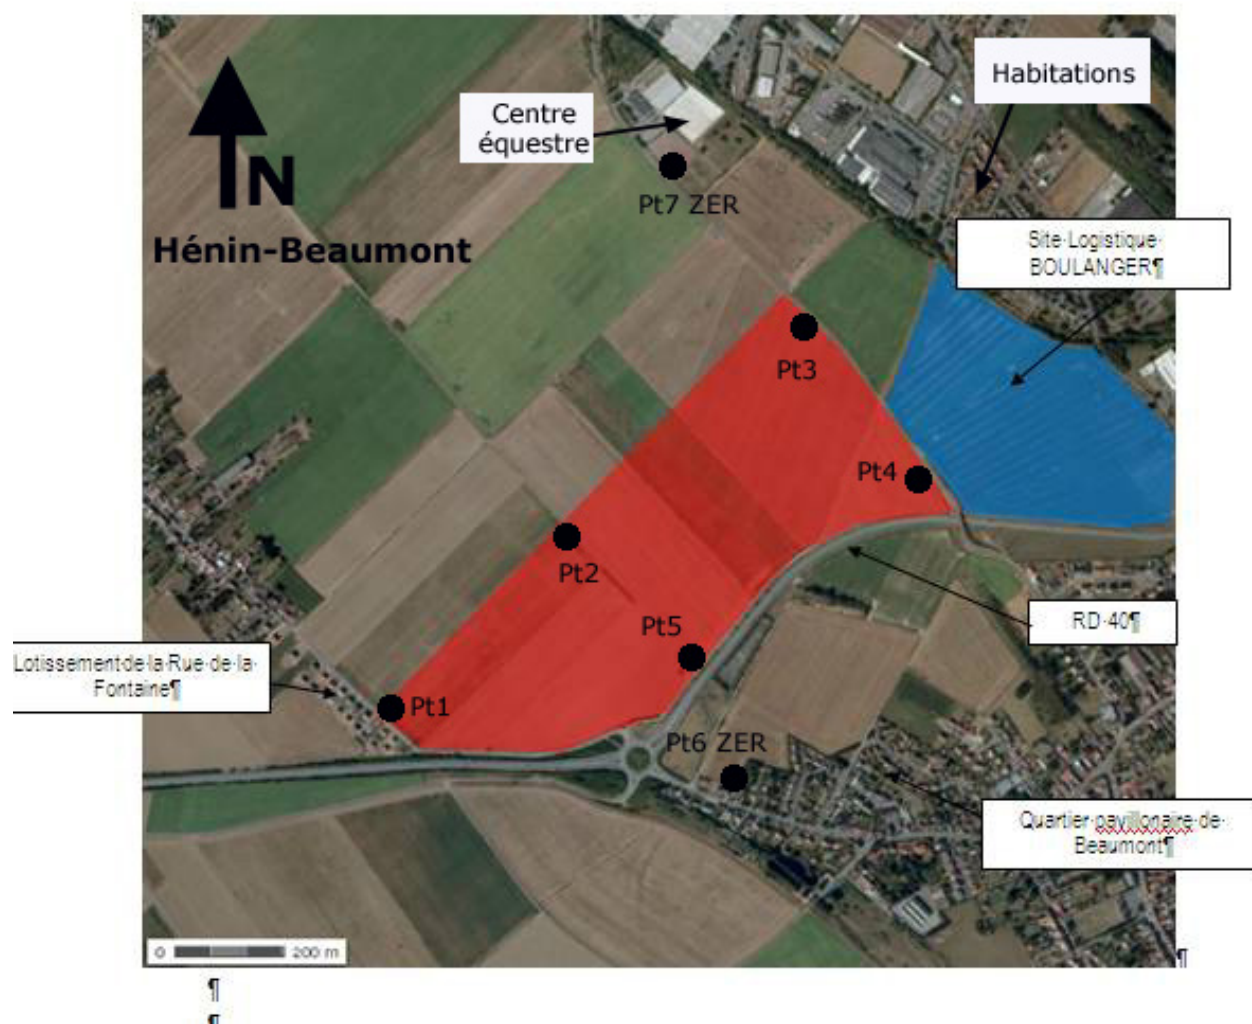 Habitations
Centre
équestre
N
Pt7 ZER
Hénin-Beaumont
Site·Logistique·
BOULANGER¶
Pt3
Pt4
Pt2
RD·40¶
Pt5
Lotissement·de·la·Rue·de·la·
Fontaine¶
Pt1
Pt6 ZER
Quartier·pavillonaire·de·
Beaumont¶
0 200 m
¶
¶
¶